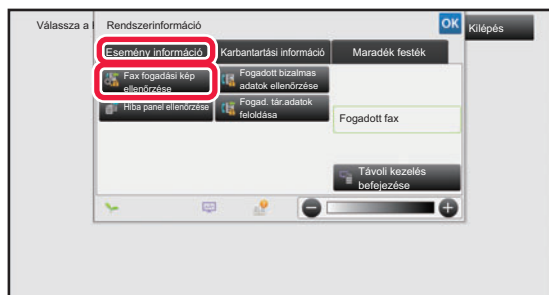 Válassza a
Rendszerinformáció
OK
Kilépés
Esemény információ
Karbantartási információ
Maradék festék
Fax fogadási kép
ellenőrzése
Fogadott bizalmas
adatok ellenőrzése
Hiba panel ellenőrzése
Fogad. tár.adatok
feloldása
Fogadott fax
Távoli kezelés
befejezése